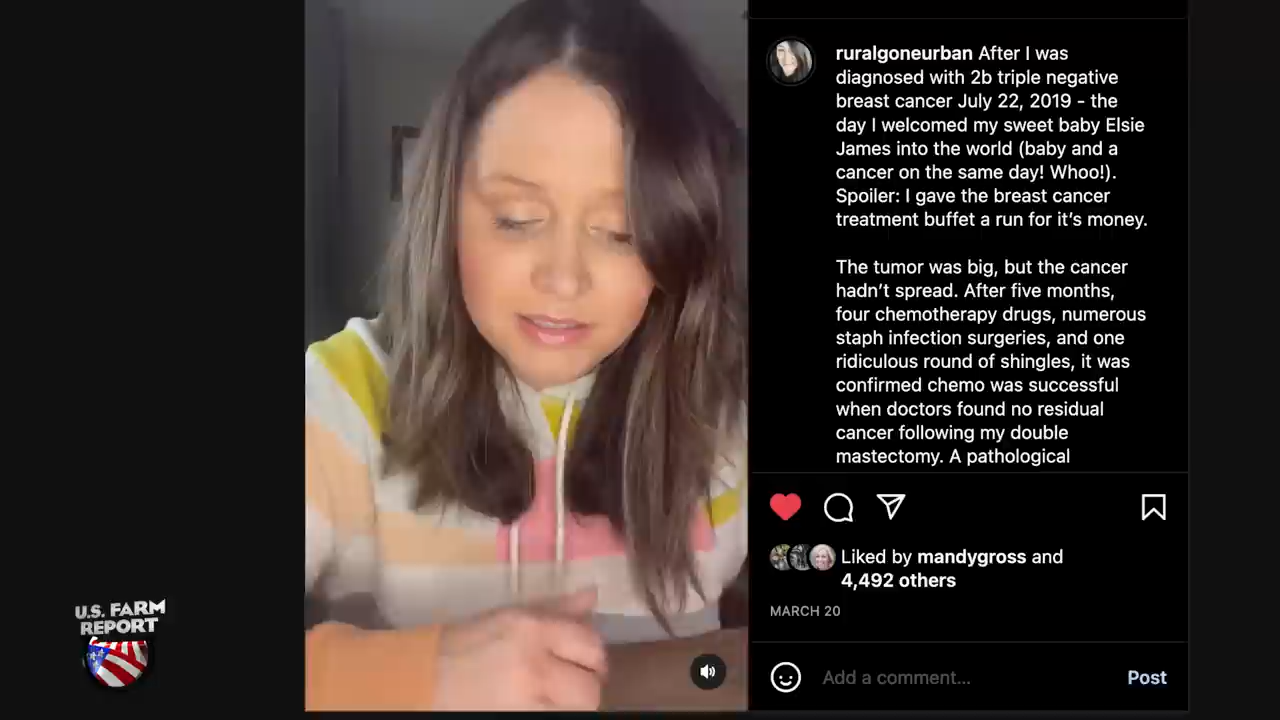 ruralgoneurban After I was
diagnosed with 2b triple negative
breast cancer July 22, 2019 - the
day I welcomed my sweet baby Elsie
James into the world (baby and a
cancer on the same day! Whoo!).
Spoiler: I gave the breast cancer
treatment buffet a run for it’s money.
The tumor was big, but the cancer
hadn’t spread. After five months,
four chemotherapy drugs, numerous
staph infection surgeries, and one
ridiculous round of shingles, it was
confirmed chemo was successful
when doctors found no residual
cancer following my double
mastectomy. A pathological
Liked by mandygross and
4,492 others
MARCH 20
Add a comment...
Post
U.S. FARM
REPORT